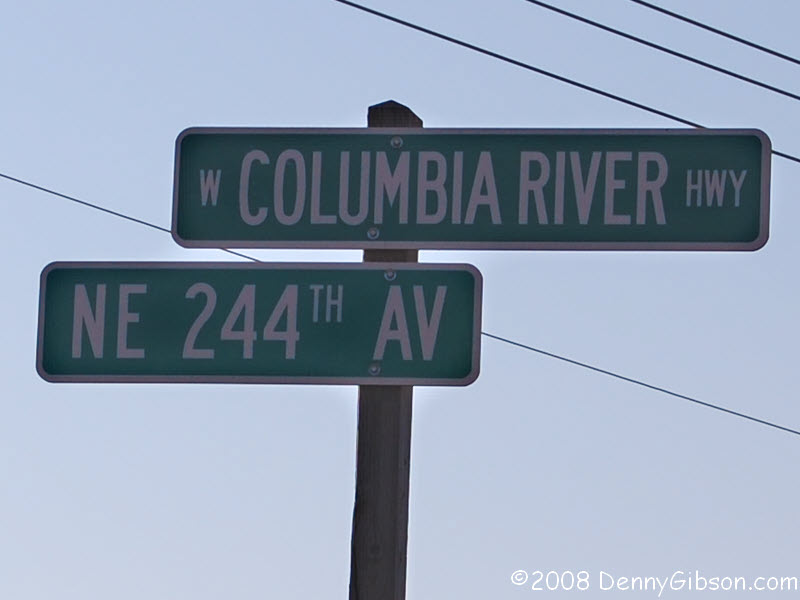 W COLUMBIA RIVER HWY
NE 244TH AV
©2008 DennyGibson.com